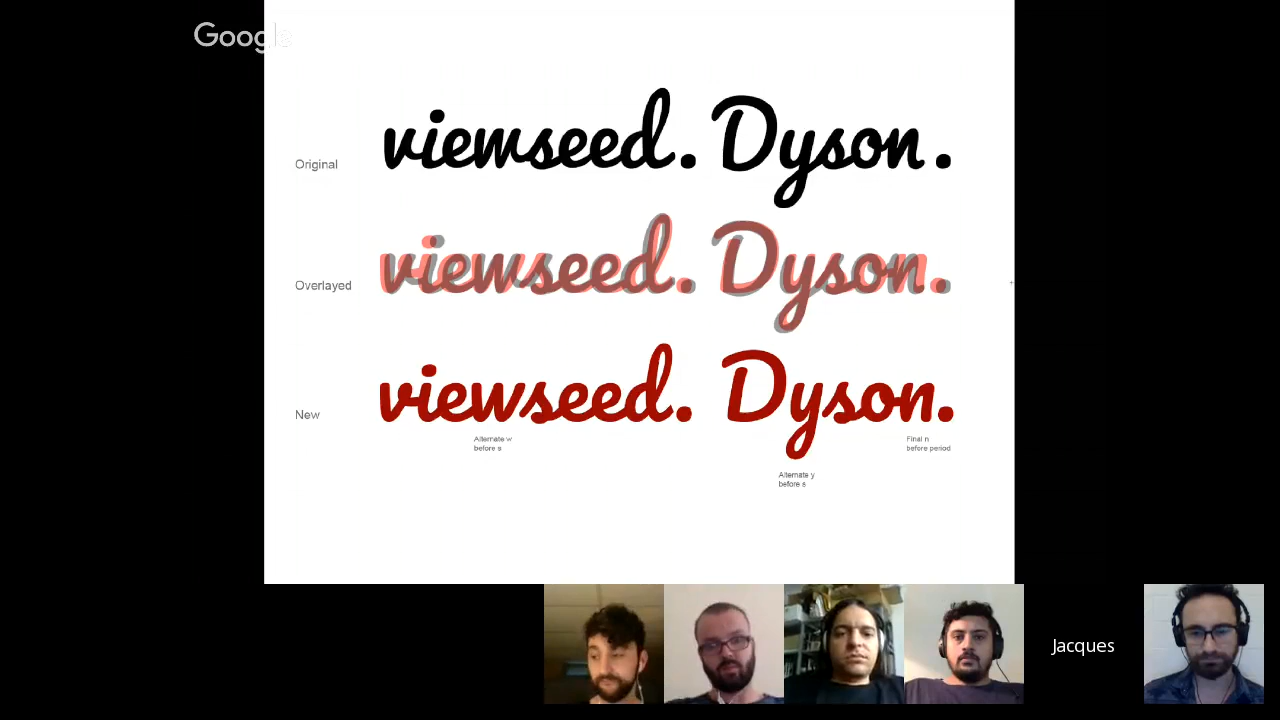 Google
Original
viewseed. Dyson.
Overlayed
viewseed. Dyson.
New
viewseed. Dyson.
Alternate w
before s
Final n
before period
Alternate y
before s
Jacques